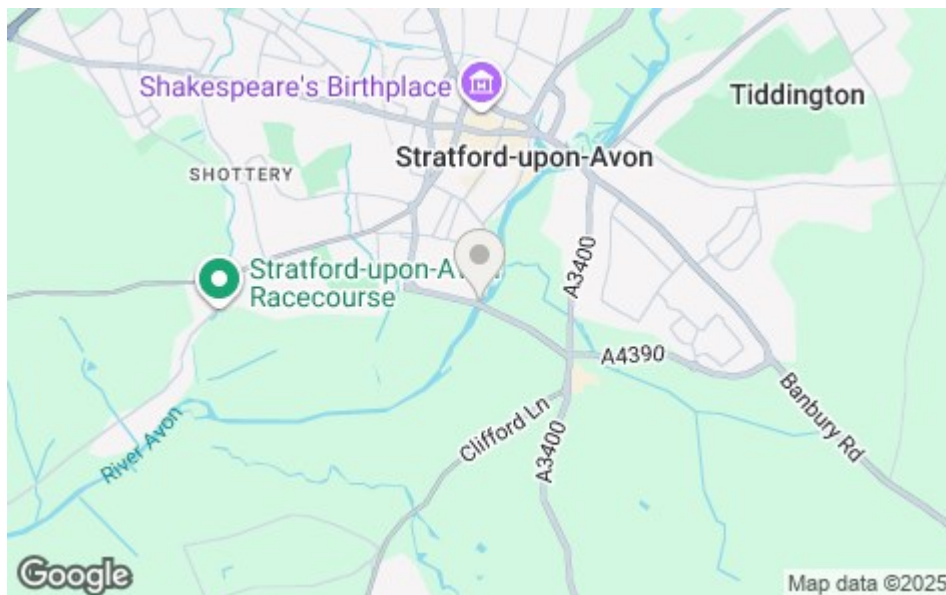 Shakespeare's Birthplace
Tiddington
Stratford-upon-Avon
SHOTTERY
A3400
Stratford-upon-Avon
Racecourse
A4390
Banbury Rd
Clifford Ln
A3400
River Avon
Google
Map data ©2025